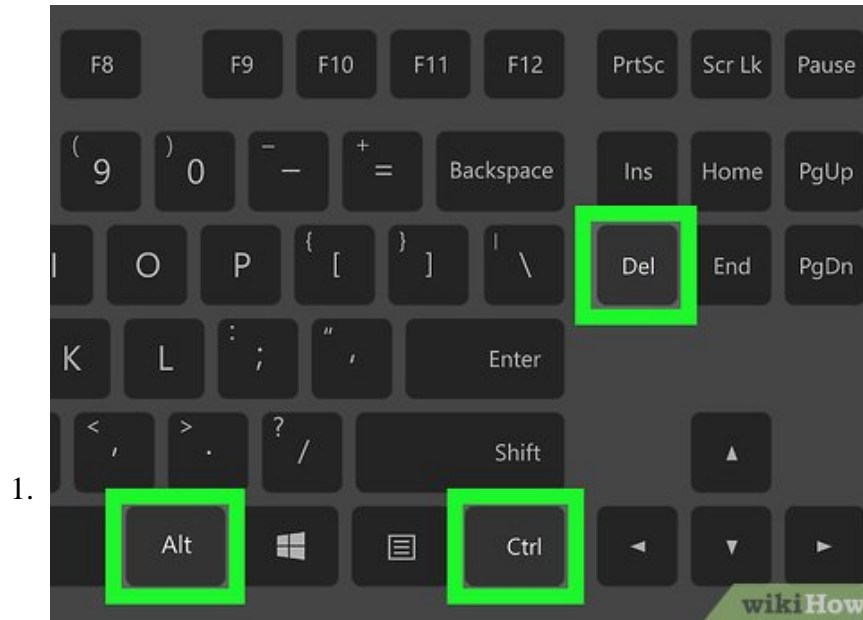 F8 F9 F10 F11 F12 PrtSc Scr Lk Pause
( 9 ) 0 _ - + = Backspace Ins Home PgUp
O P { [ } ] | \ Del End PgDn
K L : ; " ' Enter
< , > . ? / Shift
1.
Alt Ctrl
wikiHow